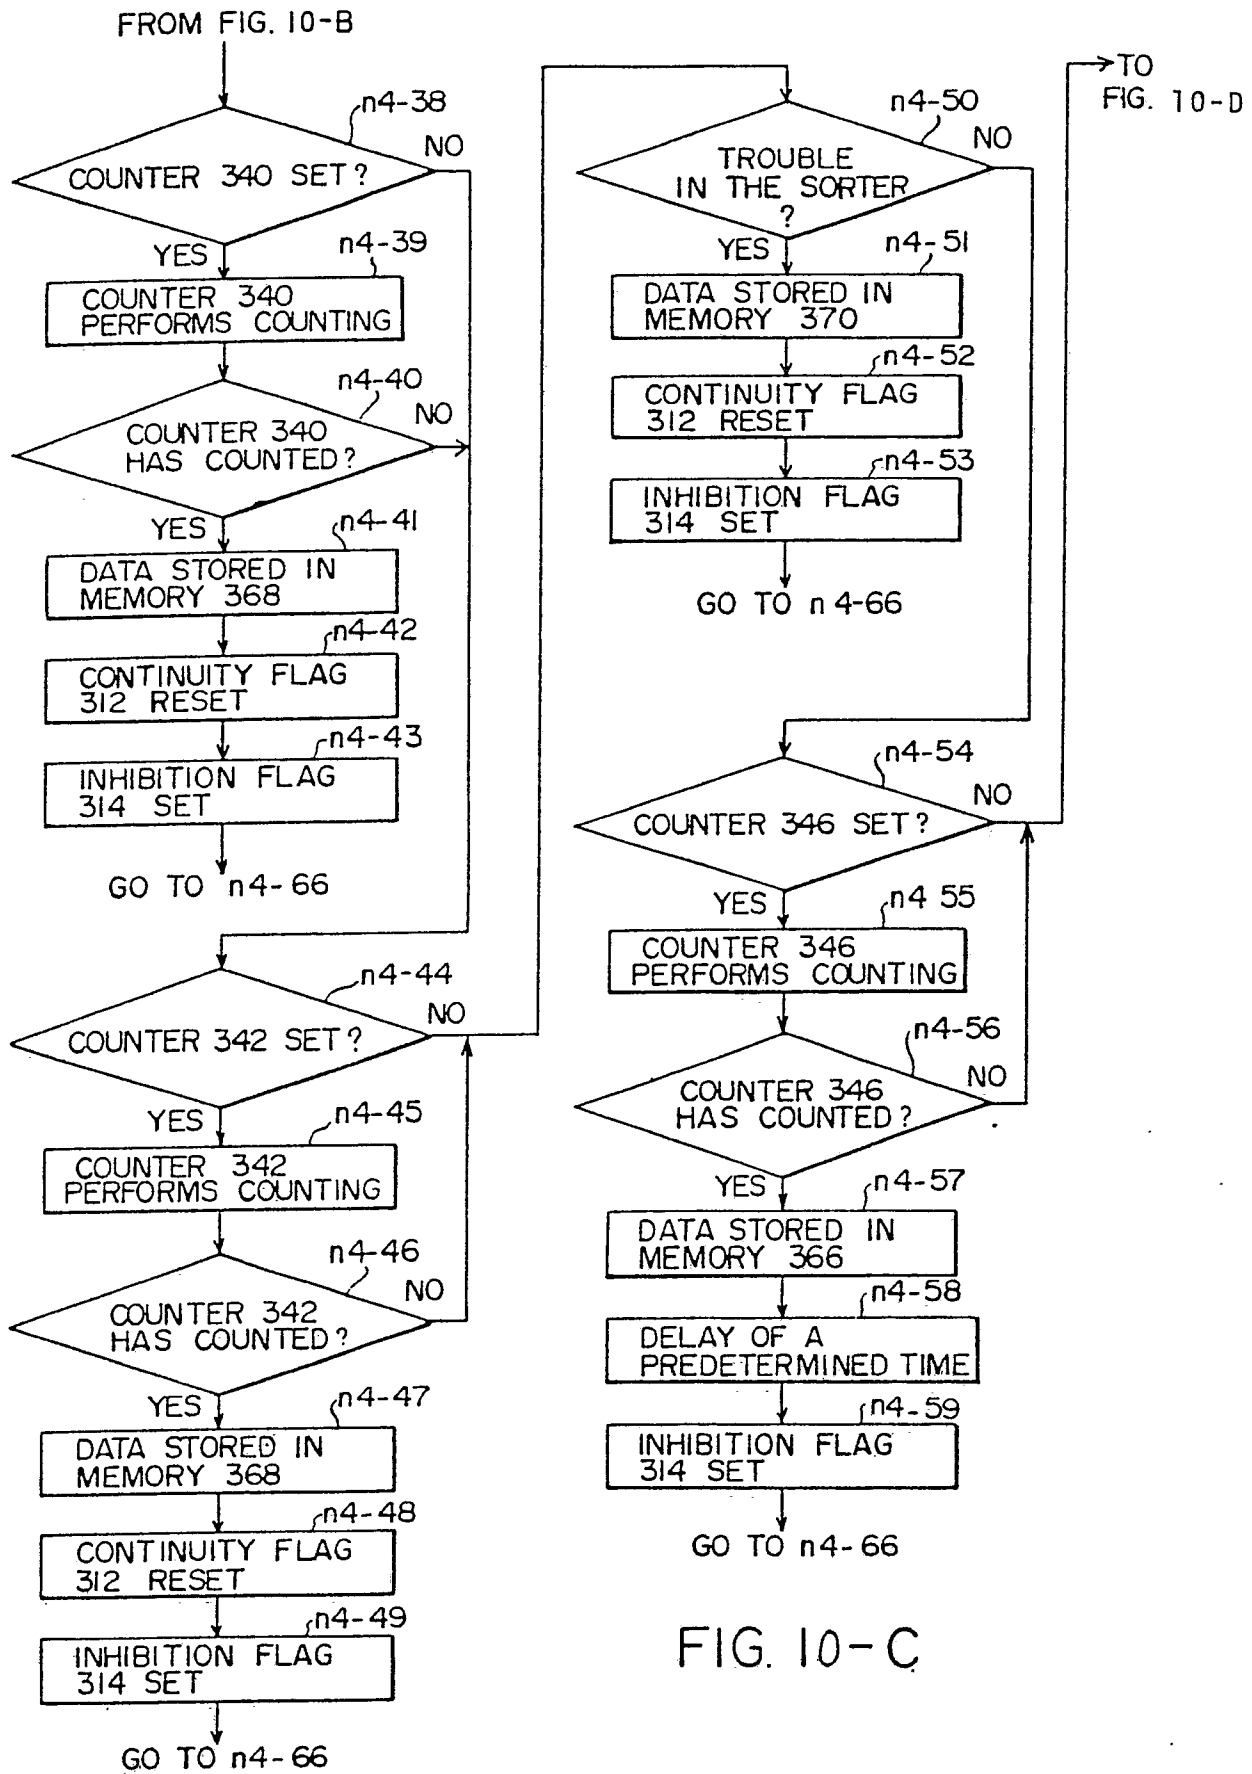 FROM FIG. 10-B
n4-38
NO
COUNTER 340 SET?
YES
n4-39
COUNTER 340
PERFORMS COUNTING
n4-40
NO
COUNTER 340
HAS COUNTED?
YES
n4-41
DATA STORED IN
MEMORY 368
n4-42
CONTINUITY FLAG
312 RESET
n4-43
INHIBITION FLAG
314 SET
GO TO n4-66
n4-44
NO
COUNTER 342 SET?
YES
n4-45
COUNTER 342
PERFORMS COUNTING
n4-46
NO
COUNTER 342
HAS COUNTED?
YES
n4-47
DATA STORED IN
MEMORY 368
n4-48
CONTINUITY FLAG
312 RESET
n4-49
INHIBITION FLAG
314 SET
GO TO n4-66
TO
FIG. 10-D
n4-50
NO
TROUBLE
IN THE SORTER
?
YES
n4-51
DATA STORED IN
MEMORY 370
n4-52
CONTINUITY FLAG
312 RESET
n4-53
INHIBITION FLAG
314 SET
GO TO n4-66
n4-54
NO
COUNTER 346 SET?
YES
n4 55
COUNTER 346
PERFORMS COUNTING
n4-56
NO
COUNTER 346
HAS COUNTED?
YES
n4-57
DATA STORED IN
MEMORY 366
n4-58
DELAY OF A
PREDETERMINED TIME
n4-59
INHIBITION FLAG
314 SET
GO TO n4-66
FIG. 10-C